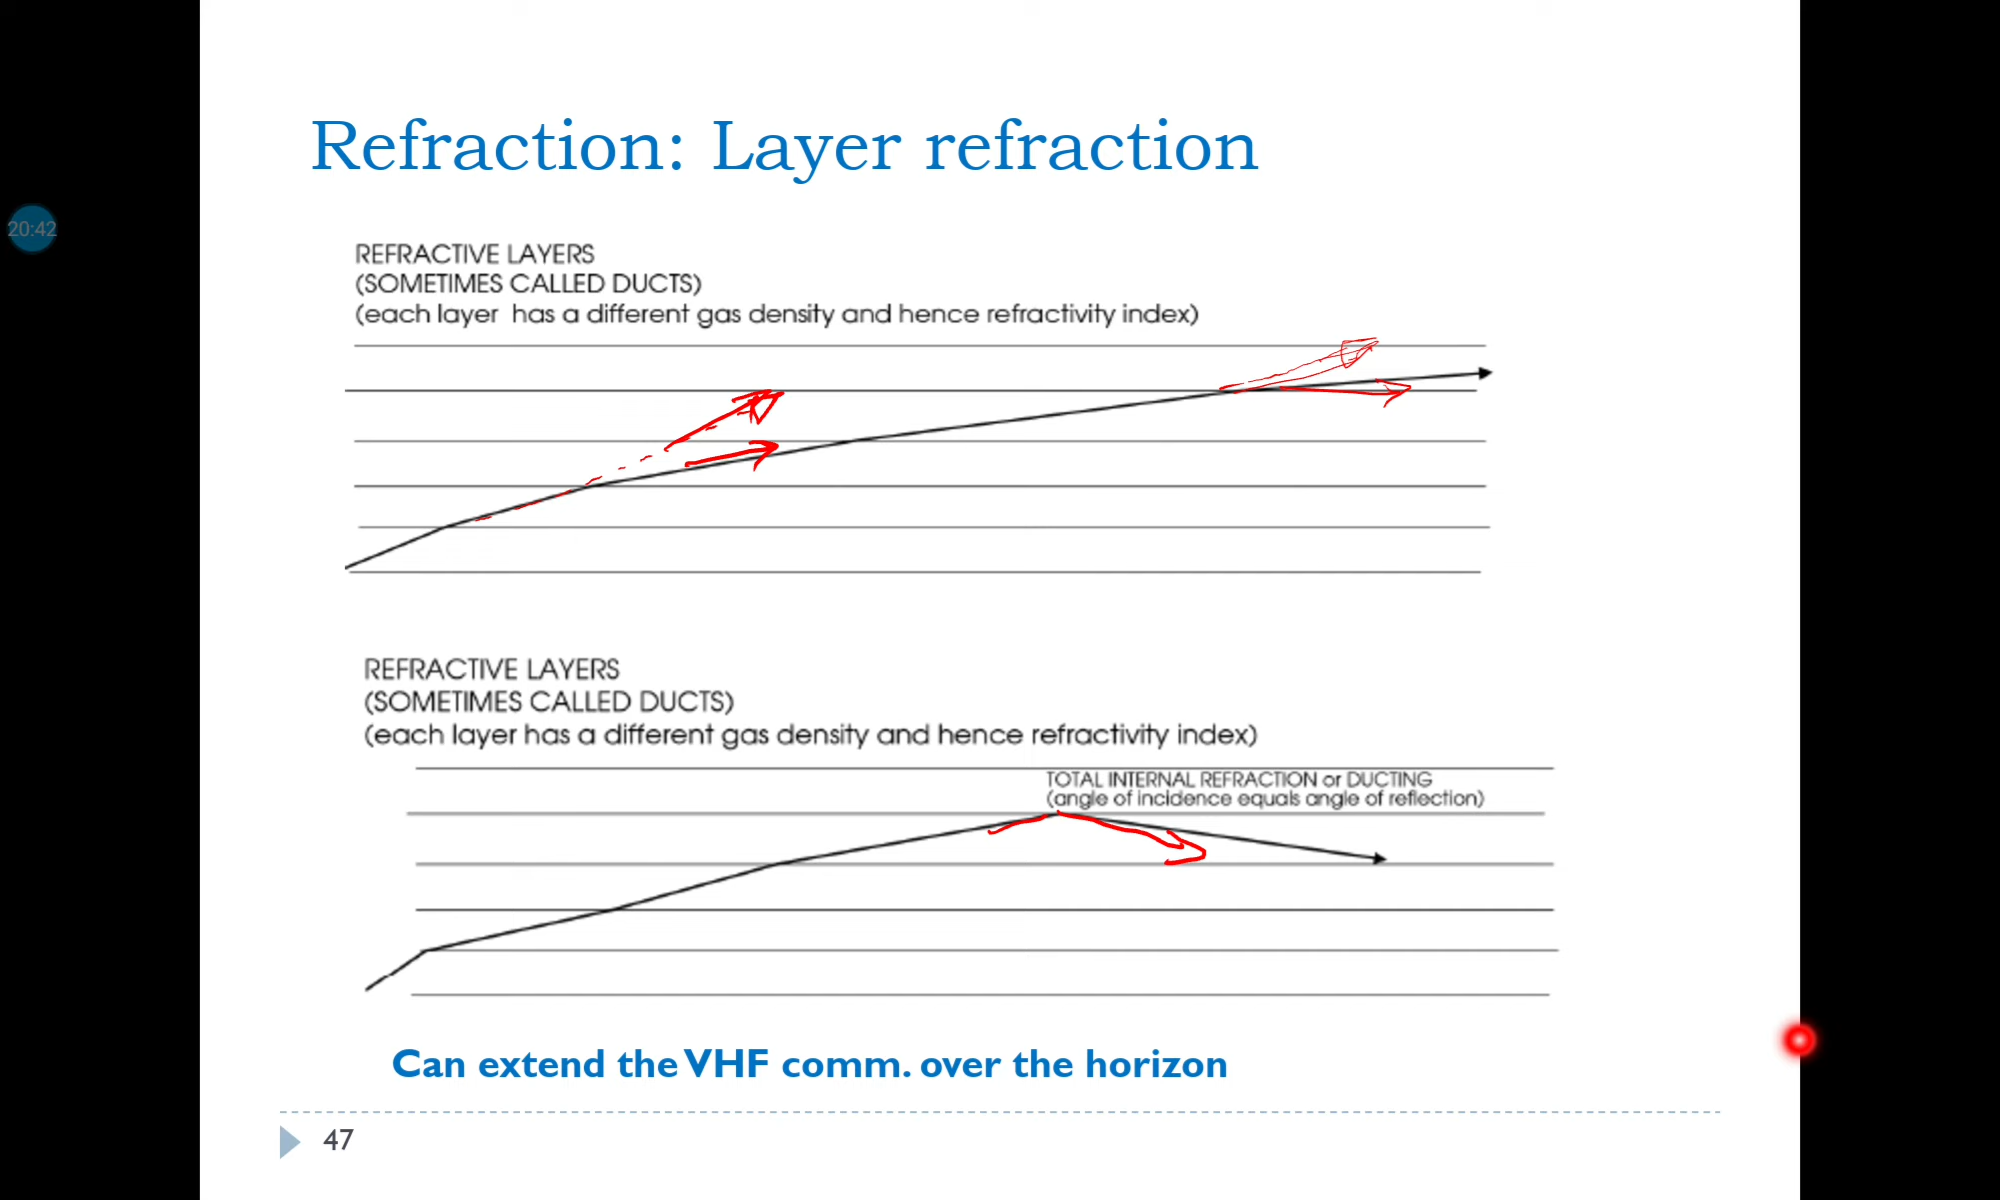 Refraction: Layer refraction
20:42
REFRACTIVE LAYERS
(SOMETIMES CALLED DUCTS)
(each layer has a different gas density and hence refractivity index)
REFRACTIVE LAYERS
(SOMETIMES CALLED DUCTS)
(each layer has a different gas density and hence refractivity index)
TOTAL INTERNAL REFRACTION or DUCTING
(angle of incidence equals angle of reflection)
Can extend the VHF comm. over the horizon
47